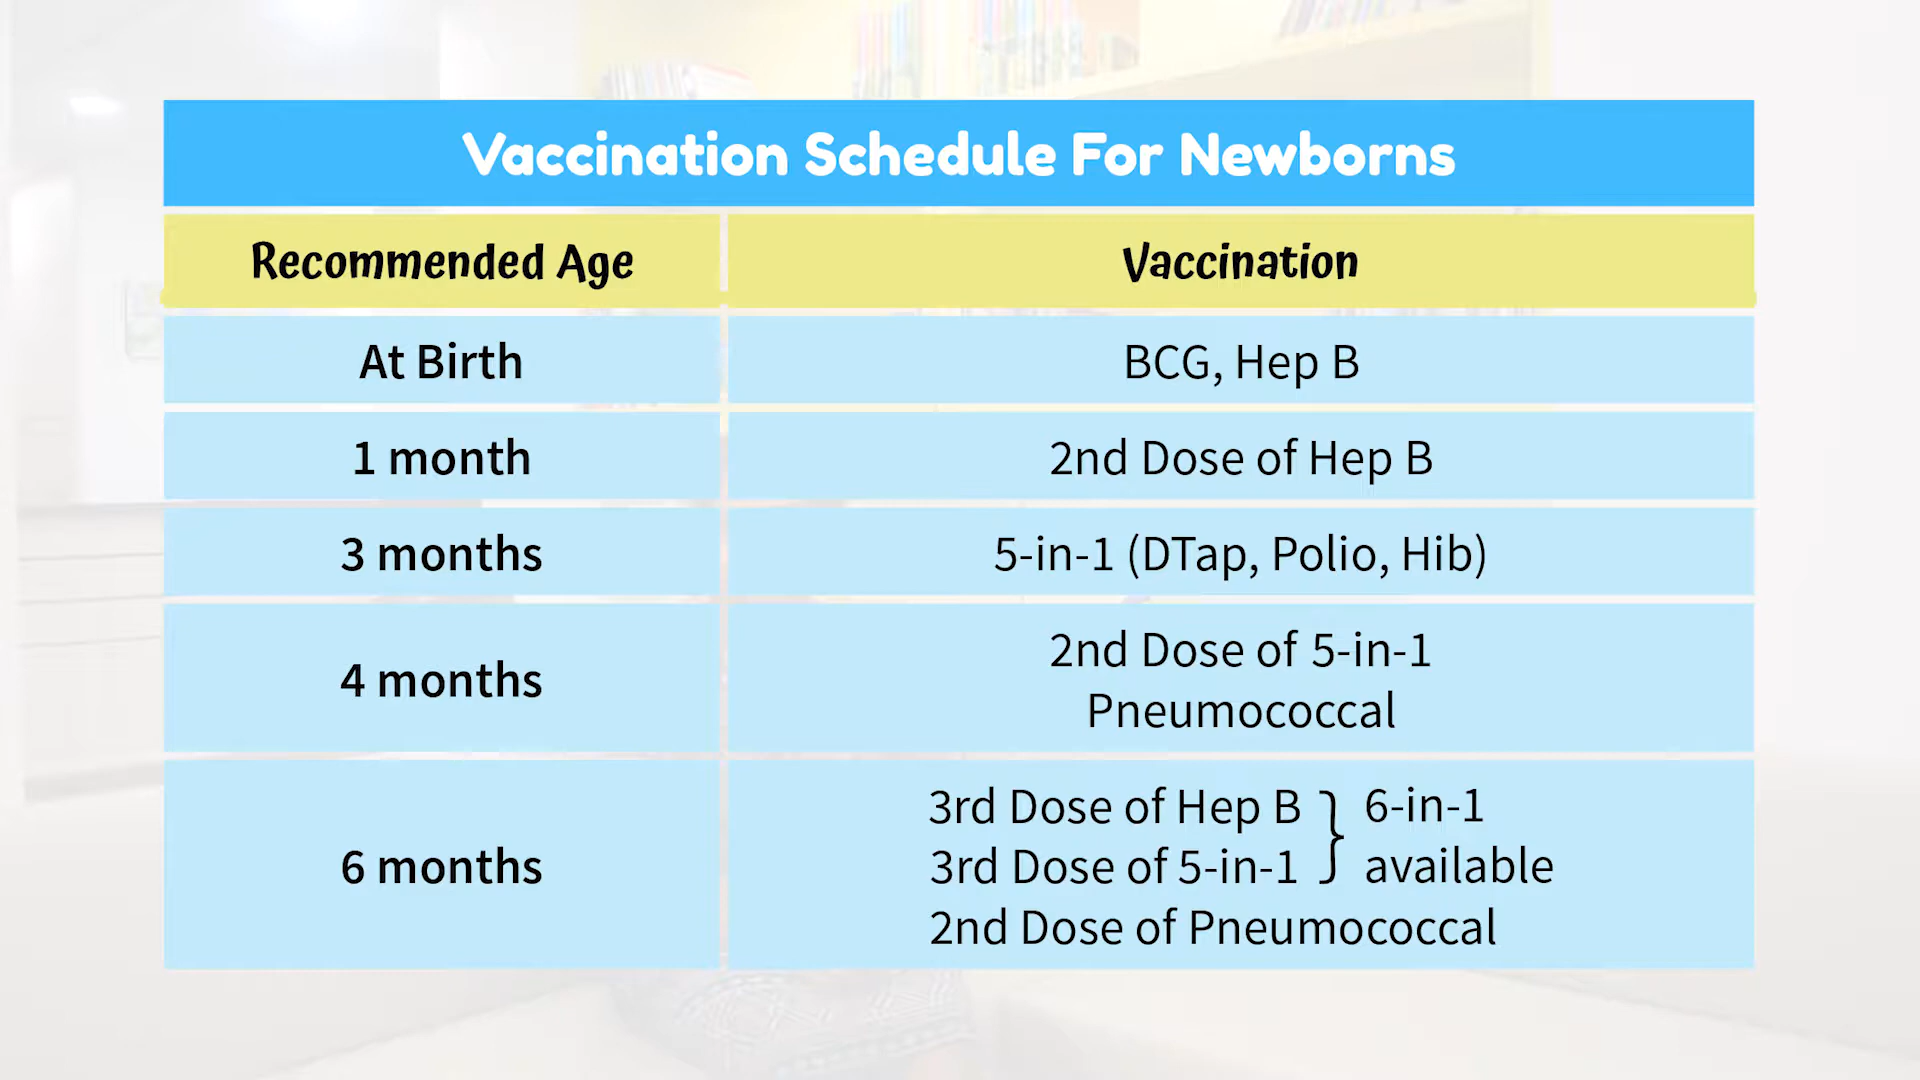 Vaccination Schedule For Newborns
Recommended Age
Vaccination
At Birth
BCG, Hep B
1 month
2nd Dose of Hep B
3 months
5-in-1 (DTap, Polio, Hib)
4 months
2nd Dose of 5-in-1
Pneumococcal
6 months
3rd Dose of Hep B } 6-in-1
3rd Dose of 5-in-1 } available
2nd Dose of Pneumococcal